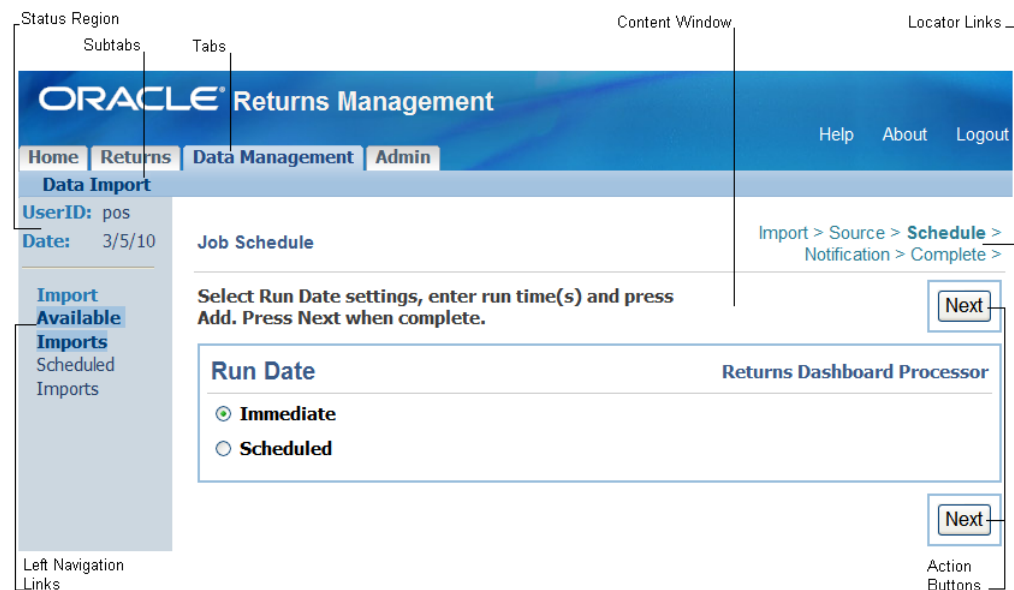 Status Region
Content Window
Locator Links
Subtabs
Tabs
ORACLE® Returns Management
Help About Logout
Home Returns Data Management Admin
Data Import
UserID: pos
Date: 3/5/10
Job Schedule
Import > Source > Schedule >
Notification > Complete >
Import
Available
Imports
Scheduled
Imports
Select Run Date settings, enter run time(s) and press
Add. Press Next when complete.
Next
Run Date
Returns Dashboard Processor
Immediate
Scheduled
Next
Left Navigation
Links
Action
Buttons